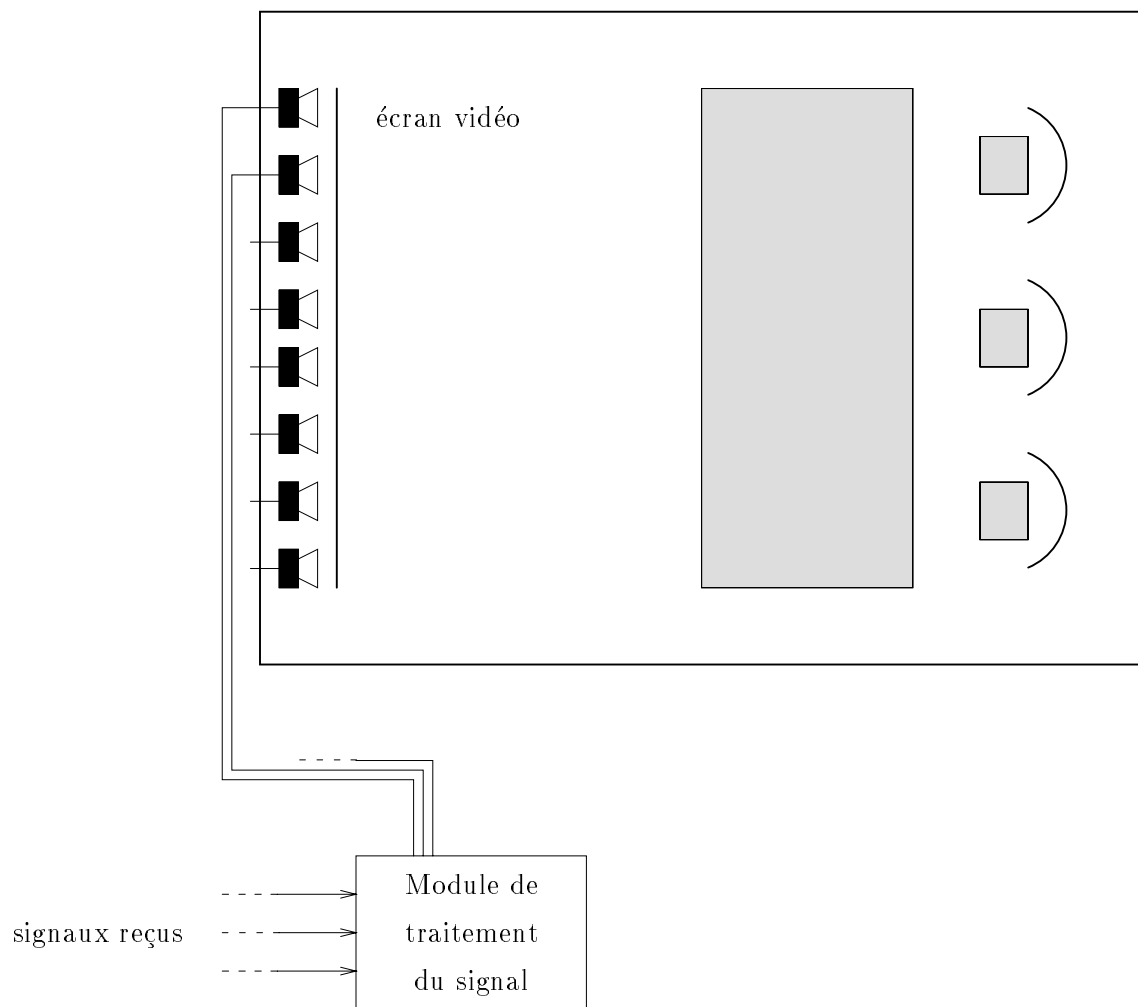 écran vidéo
Module de
traitement
du signal
signaux reçus